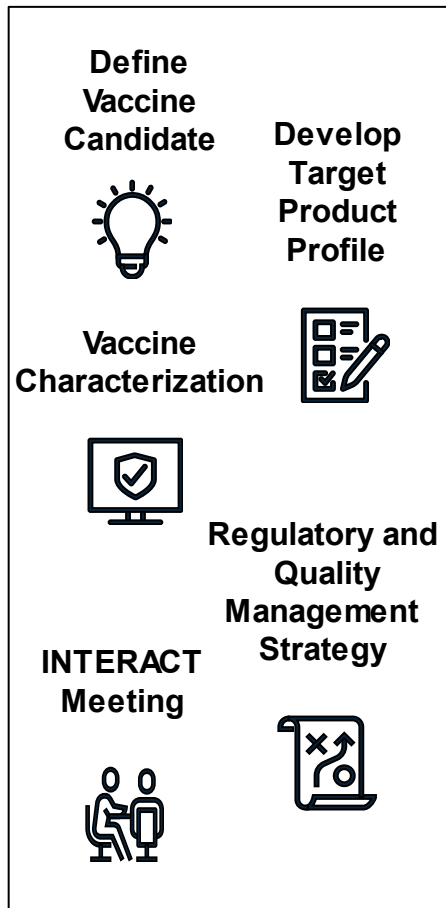 Define
Vaccine
Candidate
Develop
Target
Product
Profile
Vaccine
Characterization
Regulatory and
Quality
Management
Strategy
INTERACT
Meeting